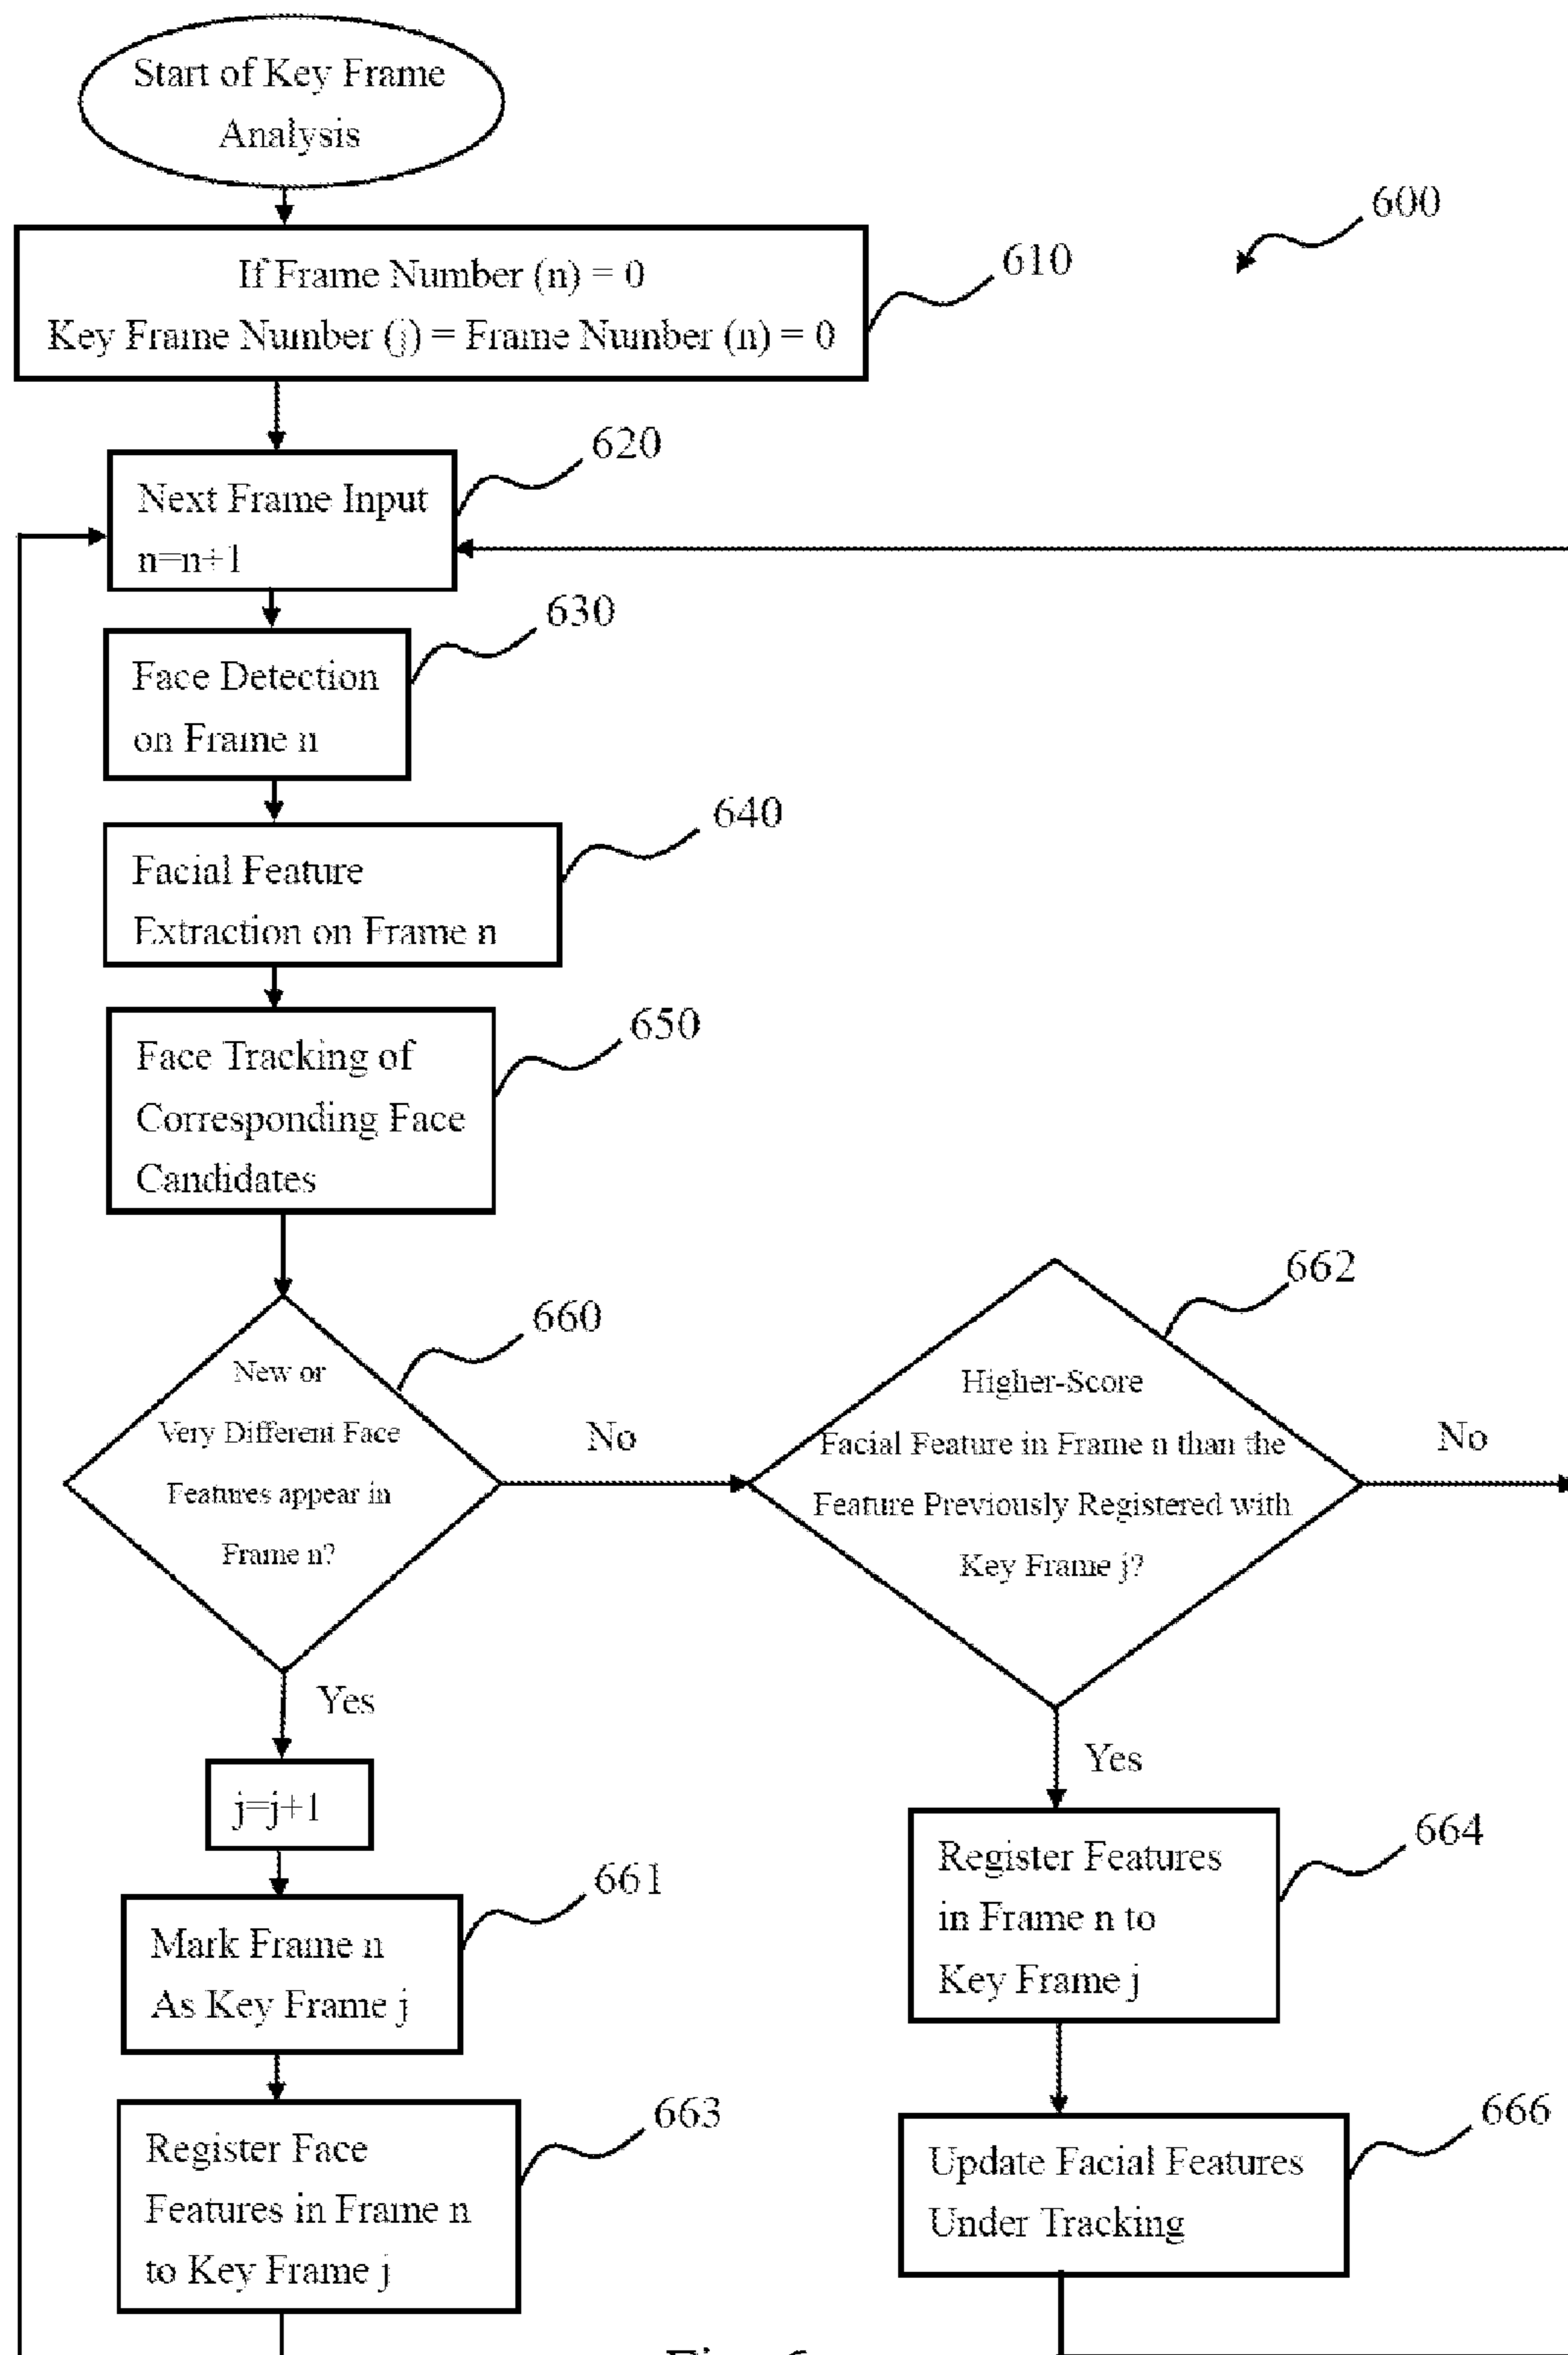 Start of Key Frame
Analysis
600
If Frame Number (n) = 0
Key Frame Number (j) = Frame Number (n) = 0
610
Next Frame Input
n=n+1
620
Face Detection
on Frame n
630
Facial Feature
Extraction on Frame n
640
Face Tracking of
Corresponding Face
Candidates
650
New or
Very Different Face
Features appear in
Frame n?
660
No
Higher-Score
Facial Feature in Frame n than the
Feature Previously Registered with
Key Frame j?
662
No
Yes
j=j+1
Mark Frame n
As Key Frame j
661
Register Face
Features in Frame n
to Key Frame j
663
Yes
Register Features
in Frame n to
Key Frame j
664
Update Facial Features
Under Tracking
666